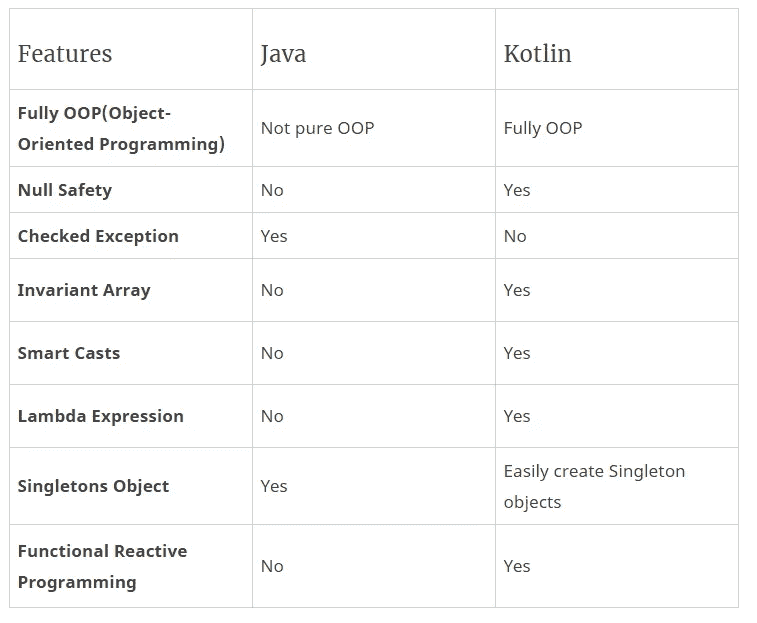 Features Java Kotlin
Fully OOP(Object-
Oriented Programming) Not pure OOP Fully OOP
Null Safety No Yes
Checked Exception Yes No
Invariant Array No Yes
Smart Casts No Yes
Lambda Expression No Yes
Singletons Object Yes Easily create Singleton
objects
Functional Reactive
Programming No Yes